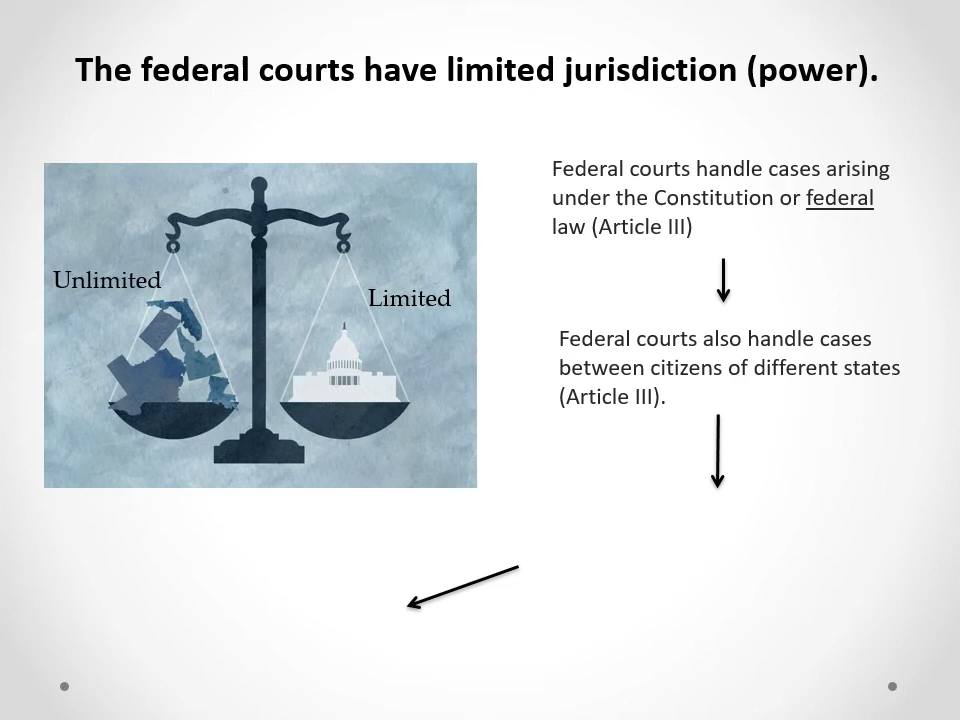 The federal courts have limited jurisdiction (power).
Unlimited
Limited
Federal courts handle cases arising
under the Constitution or federal
law (Article III)
Federal courts also handle cases
between citizens of different states
(Article III).